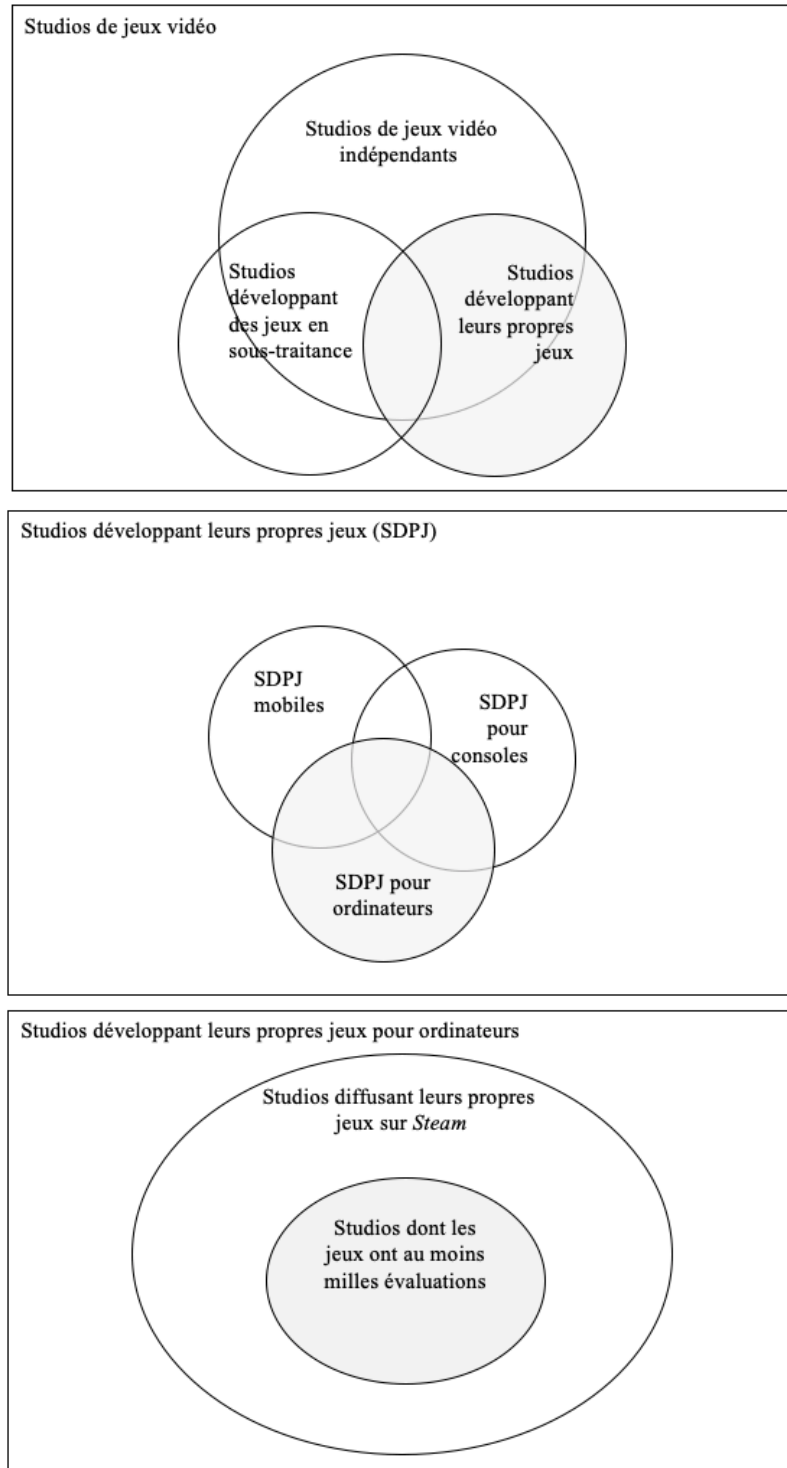 Studios de jeux vidéo
Studios de jeux vidéo
indépendants
Studios
développant
des jeux en
sous-traitance
Studios
développant
leurs propres
jeux
Studios développant leurs propres jeux (SDPJ)
SDPJ
mobiles
SDPJ
pour
consoles
SDPJ pour
ordinateurs
Studios développant leurs propres jeux pour ordinateurs
Studios diffusant leurs propres
jeux sur Steam
Studios dont les
jeux ont au moins
milles évaluations